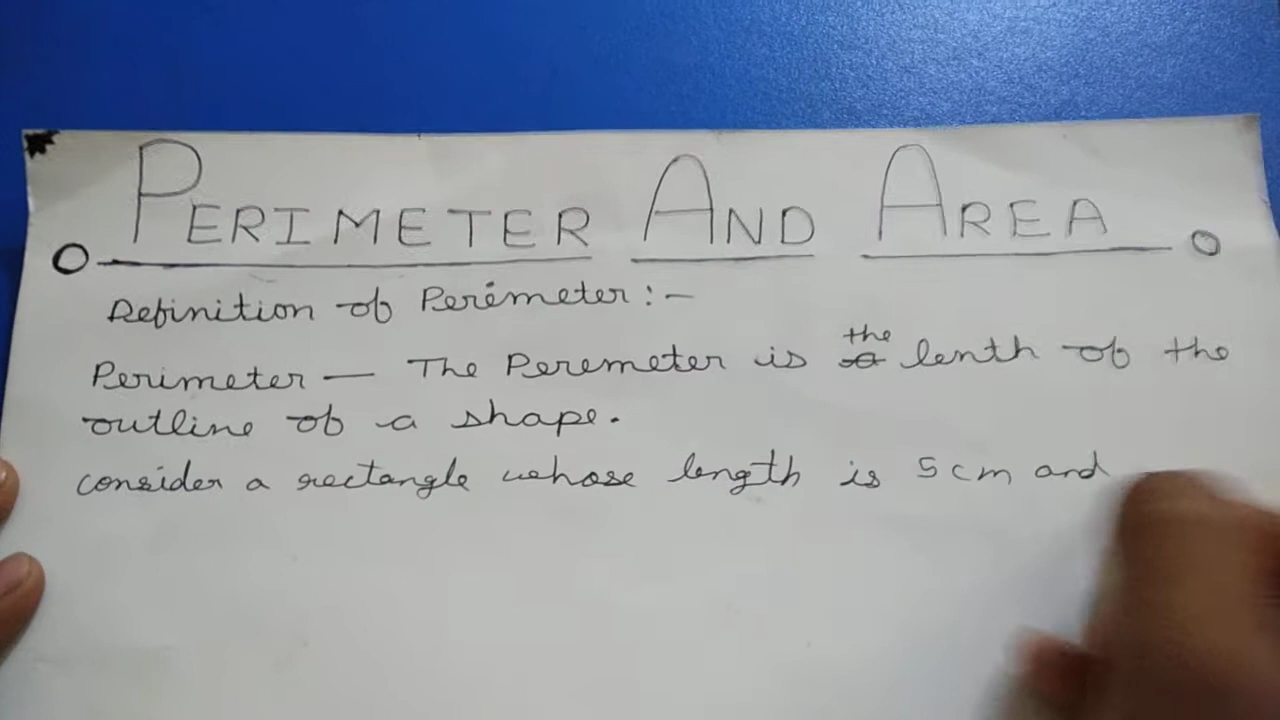 PERIMETER AND AREA
Definition of Perémeter :-
Perimeter — The Peremeter is the lenth of the
outline of a shape.
consider a rectangle whose length is 5 cm and